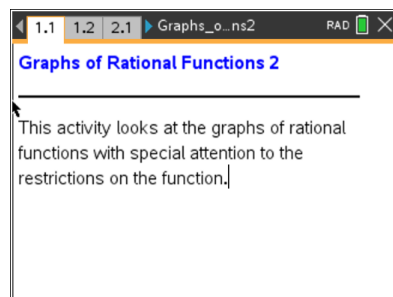 1.1 1.2 2.1 Graphs_o...ns2 RAD
Graphs of Rational Functions 2
This activity looks at the graphs of rational
functions with special attention to the
restrictions on the function.